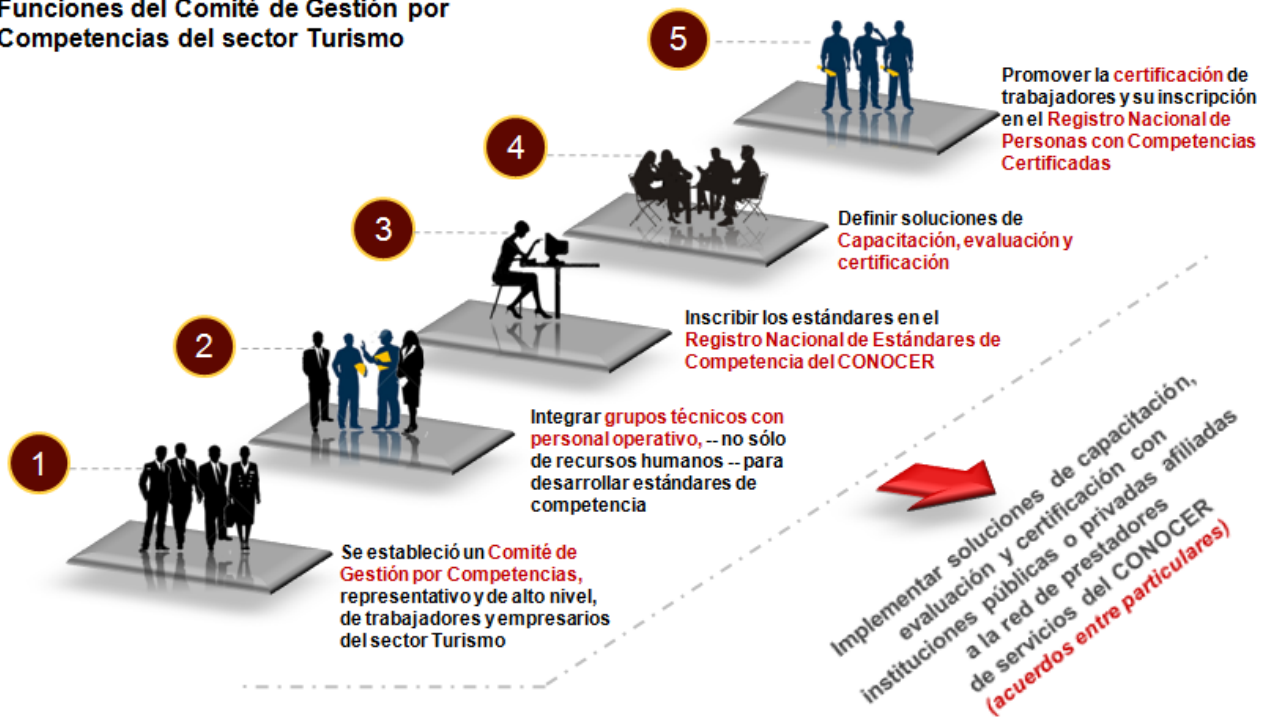 Funciones del Comité de Gestión por
Competencias del sector Turismo
5
Promover la certificación de
trabajadores y su inscripción
en el Registro Nacional de
Personas con Competencias
Certificadas
4
Definir soluciones de
Capacitación, evaluación y
certificación
3
Inscribir los estándares en el
Registro Nacional de Estándares de
Competencia del CONOCER
2
Integrar grupos técnicos con
personal operativo, -- no sólo
de recursos humanos -- para
desarrollar estándares de
competencia
1
Se estableció un Comité de
Gestión por Competencias,
representativo y de alto nivel,
de trabajadores y empresarios
del sector Turismo
Implementar soluciones de capacitación,
evaluación y certificación con
instituciones públicas o privadas afiliadas
a la red de prestadores
de servicios del CONOCER
(acuerdos entre particulares)